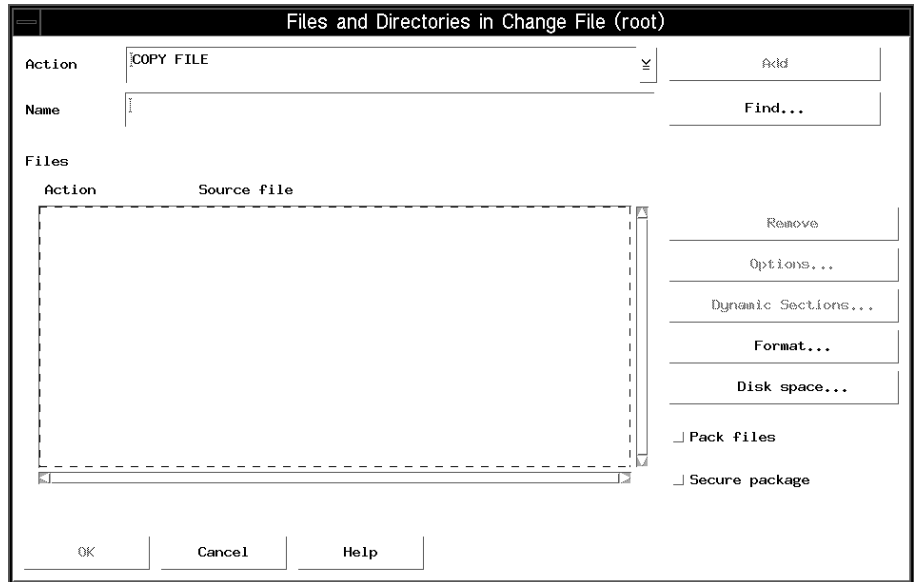 Files and Directories in Change File (root)
Action COPY FILE Add
Name Find...
Files
Action Source file
Remove
Options...
Dynamic Sections...
Format...
Disk space...
Pack files
Secure package
OK Cancel Help